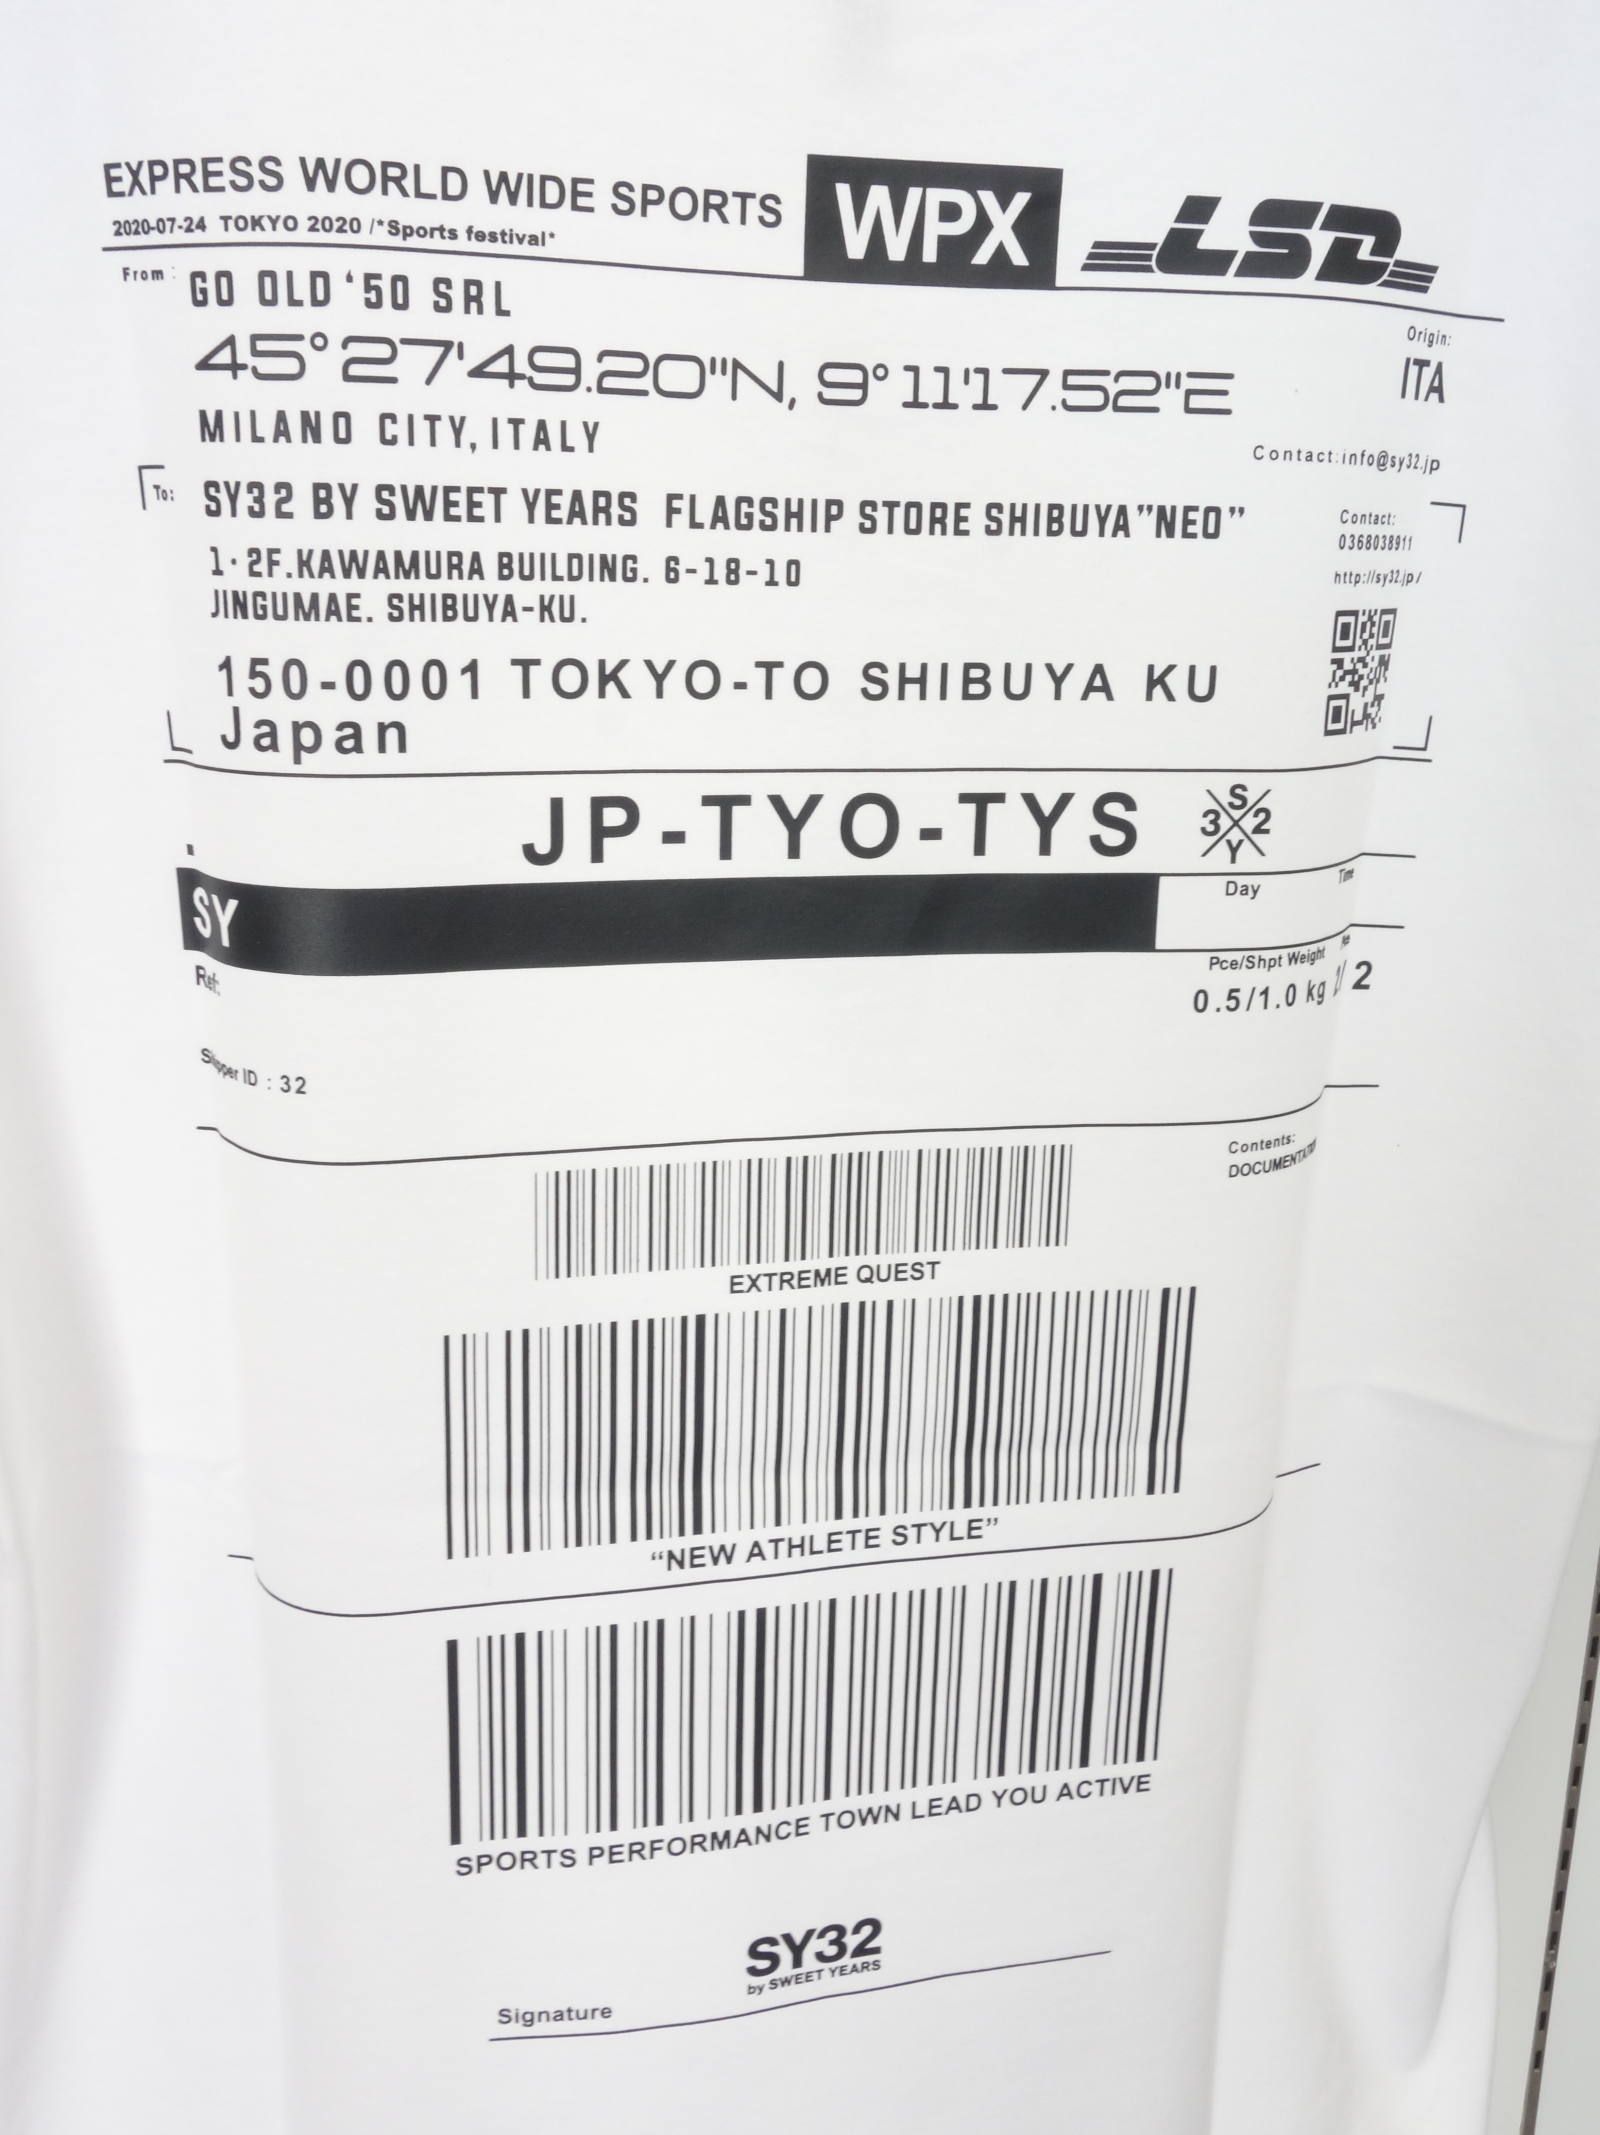 EXPRESS WORLD WIDE SPORTS
2020-07-24 TOKYO 2020 /*Sports festival*
WPX
LSD
From :
GO OLD '50 SRL
45°27'49.20"N, 9°11'17.52"E
MILANO CITY, ITALY
Origin:
ITA
Contact:info@sy32.jp
To:
SY32 BY SWEET YEARS FLAGSHIP STORE SHIBUYA"NEO"
1·2F.KAWAMURA BUILDING. 6-18-10
JINGUMAE. SHIBUYA-KU.
150-0001 TOKYO-TO SHIBUYA KU
Japan
Contact:
0368038911
http://sy32.jp/
JP-TYO-TYS
S
3 2
Y
SY
Day
Time
Ref:
Pce/Shpt Weight
0.5/1.0 kg
/ 2
Shipper ID : 32
Contents:
DOCUMENTATION
EXTREME QUEST
“NEW ATHLETE STYLE”
SPORTS PERFORMANCE TOWN LEAD YOU ACTIVE
SY32
by SWEET YEARS
Signature